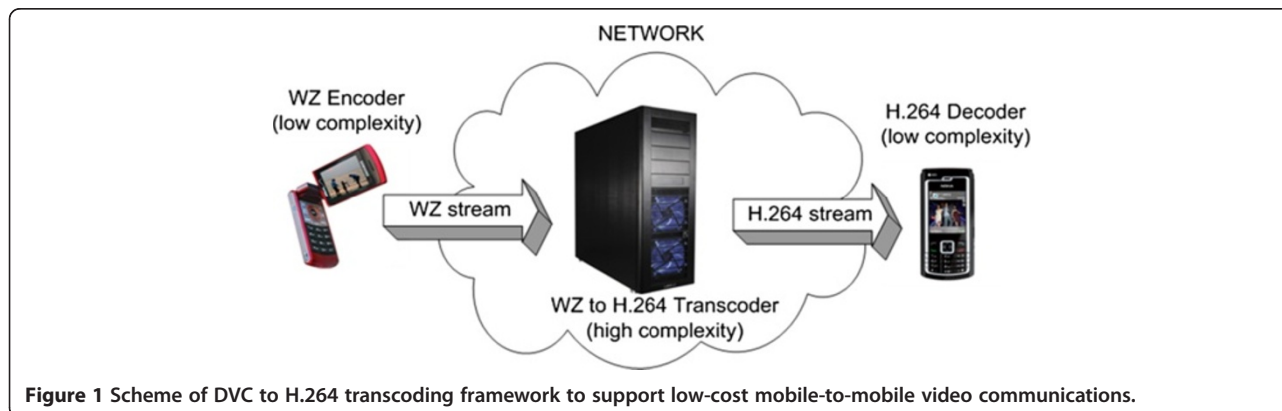 NETWORK
WZ Encoder
(low complexity)
WZ stream
WZ to H.264 Transcoder
(high complexity)
H.264 stream
H.264 Decoder
(low complexity)
Figure 1 Scheme of DVC to H.264 transcoding framework to support low-cost mobile-to-mobile video communications.